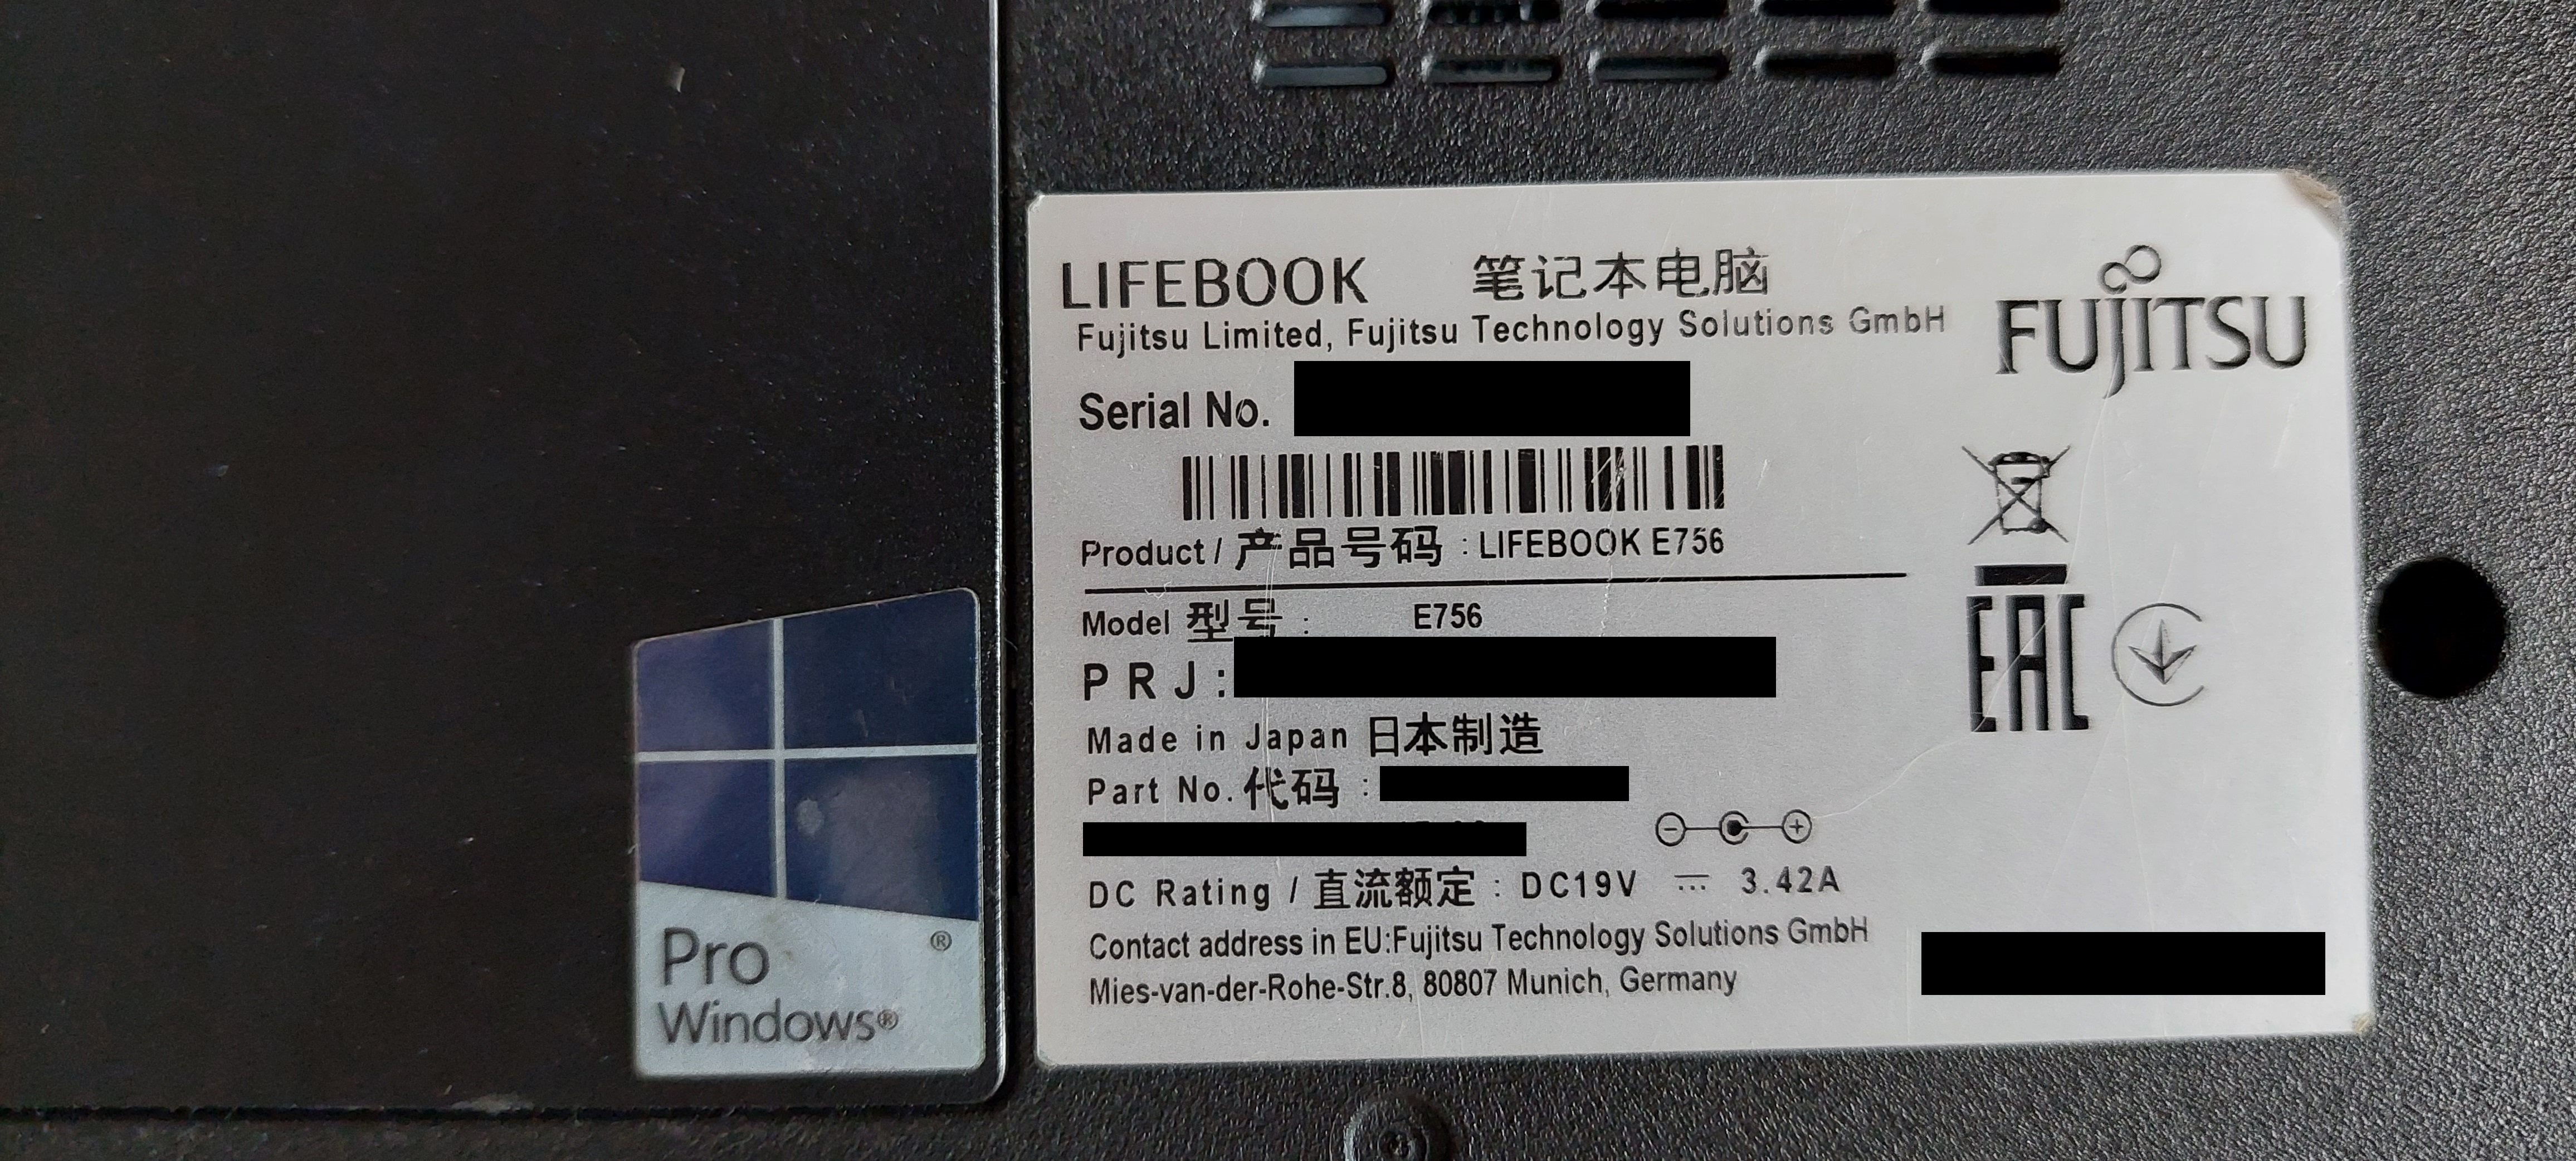 LIFEBOOK 笔记本电脑
FUJITSU
Fujitsu Limited, Fujitsu Technology Solutions GmbH
Serial No.
Product / 产品号码 : LIFEBOOK E756
Model 型号 : E756
PRJ:
EAC
Made in Japan 日本制造
Part No. 代码 :
DC Rating / 直流额定 : DC19V ⎓ 3.42A
Contact address in EU:Fujitsu Technology Solutions GmbH
Mies-van-der-Rohe-Str.8, 80807 Munich, Germany
Pro ®
Windows®